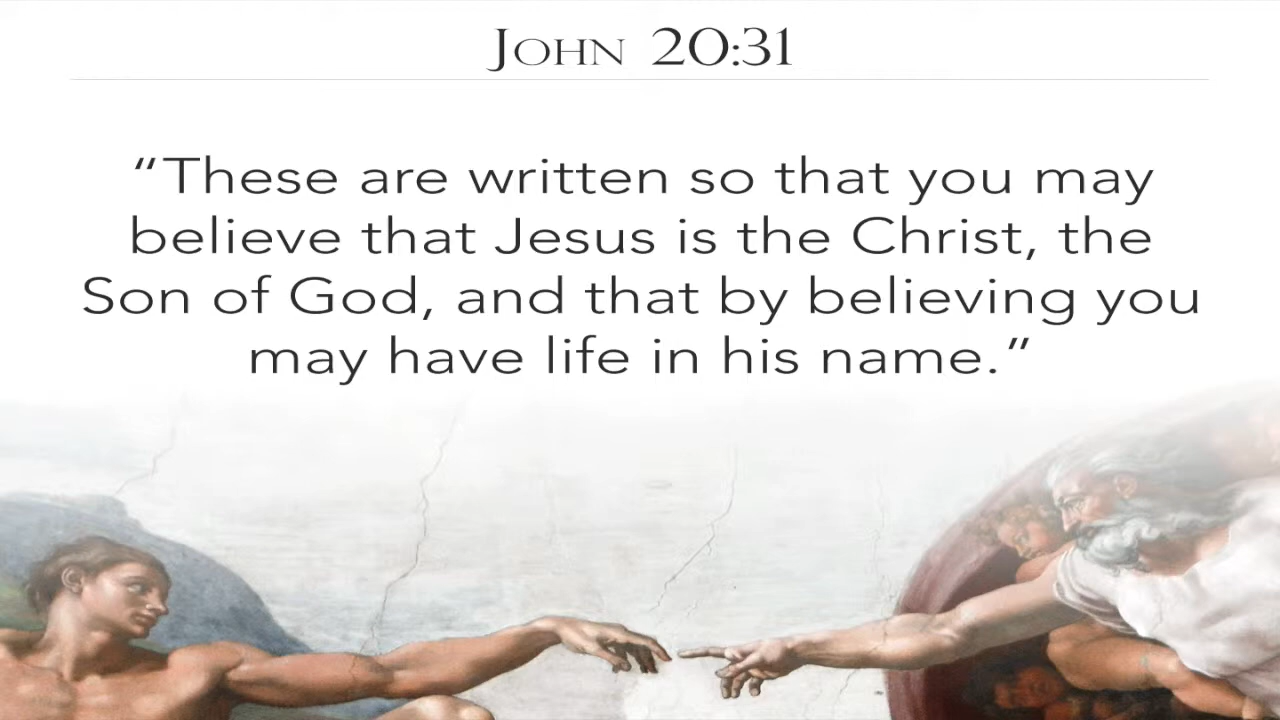 John 20:31
“These are written so that you may
believe that Jesus is the Christ, the
Son of God, and that by believing you
may have life in his name.”